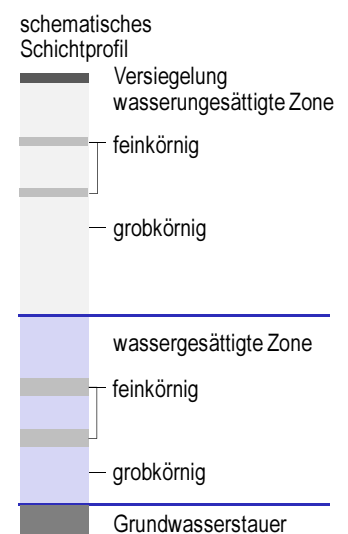 schematisches
Schichtprofil
Versiegelung
wasserungesättigte Zone
feinkörnig
grobkörnig
wassergesättigte Zone
feinkörnig
grobkörnig
Grundwasserstauer